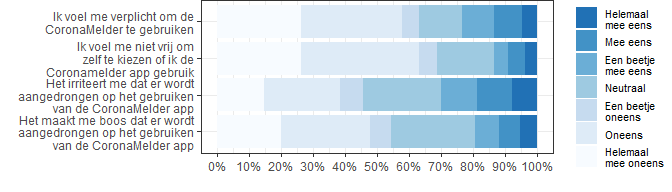 Ik voel me verplicht om de
CoronaMelder te gebruiken
Ik voel me niet vrij om
zelf te kiezen of ik de
Coronamelder app gebruik
Het irriteert me dat er wordt
aangedrongen op het gebruiken
van de CoronaMelder app
Het maakt me boos dat er wordt
aangedrongen op het gebruiken
van de CoronaMelder app
0% 10% 20% 30% 40% 50% 60% 70% 80% 90% 100%
Helemaal
mee eens
Mee eens
Een beetje
mee eens
Neutraal
Een beetje
oneens
Oneens
Helemaal
mee oneens